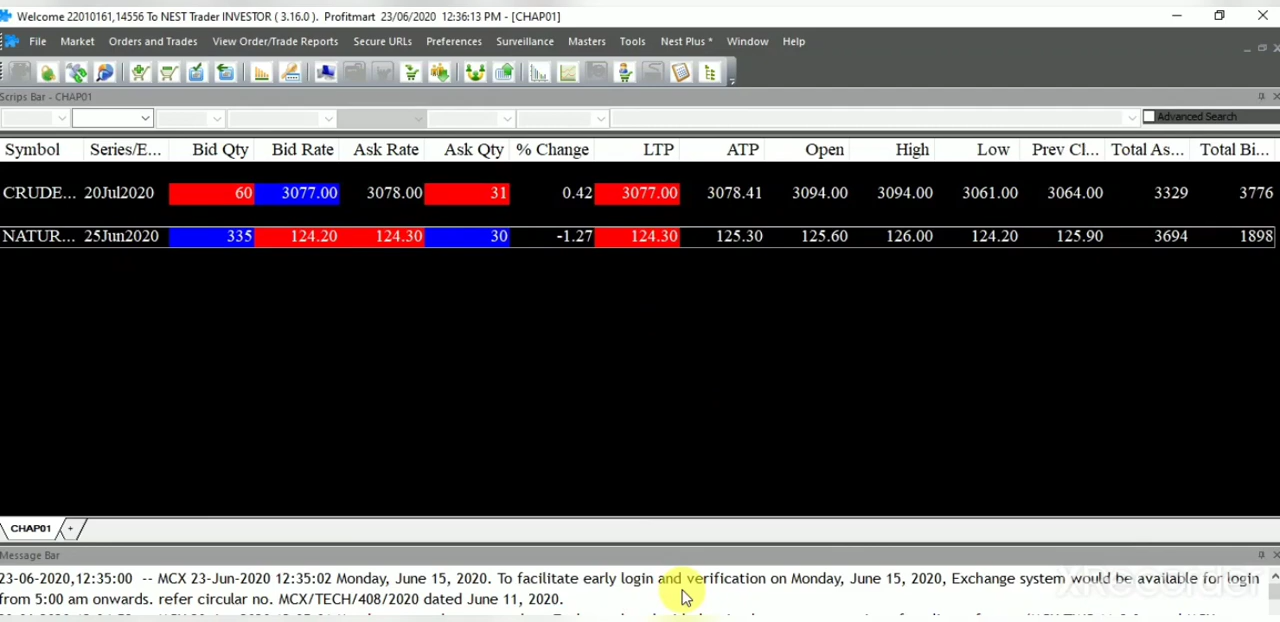 Welcome 22010161,14556 To NEST Trader INVESTOR ( 3.16.0 ). Profitmart 23/06/2020 12:36:13 PM - [CHAP01]
File Market Orders and Trades View Order/Trade Reports Secure URLs Preferences Surveillance Masters Tools Nest Plus * Window Help
Scrips Bar - CHAP01
Advanced Search
Symbol Series/E... Bid Qty Bid Rate Ask Rate Ask Qty % Change LTP ATP Open High Low Prev Cl... Total As... Total Bi...
CRUDE... 20Jul2020 60 3077.00 3078.00 31 0.42 3077.00 3078.41 3094.00 3094.00 3061.00 3064.00 3329 3776
NATUR... 25Jun2020 335 124.20 124.30 30 -1.27 124.30 125.30 125.60 126.00 124.20 125.90 3694 1898
CHAP01 +
Message Bar
23-06-2020,12:35:00 -- MCX 23-Jun-2020 12:35:02 Monday, June 15, 2020. To facilitate early login and verification on Monday, June 15, 2020, Exchange system would be available for login
from 5:00 am onwards. refer circular no. MCX/TECH/408/2020 dated June 11, 2020.
XRecorder